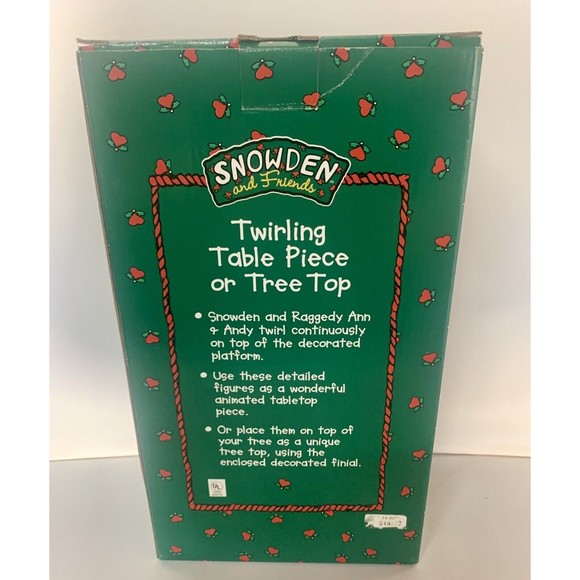 SNOWDEN
and Friends
Twirling
Table Piece
or Tree Top
• Snowden and Raggedy Ann
& Andy twirl continuously
on top of the decorated
platform.
• Use these detailed
figures as a wonderful
animated tabletop
piece.
• Or place them on top of
your tree as a unique
tree top, using the
enclosed decorated finial.
UL